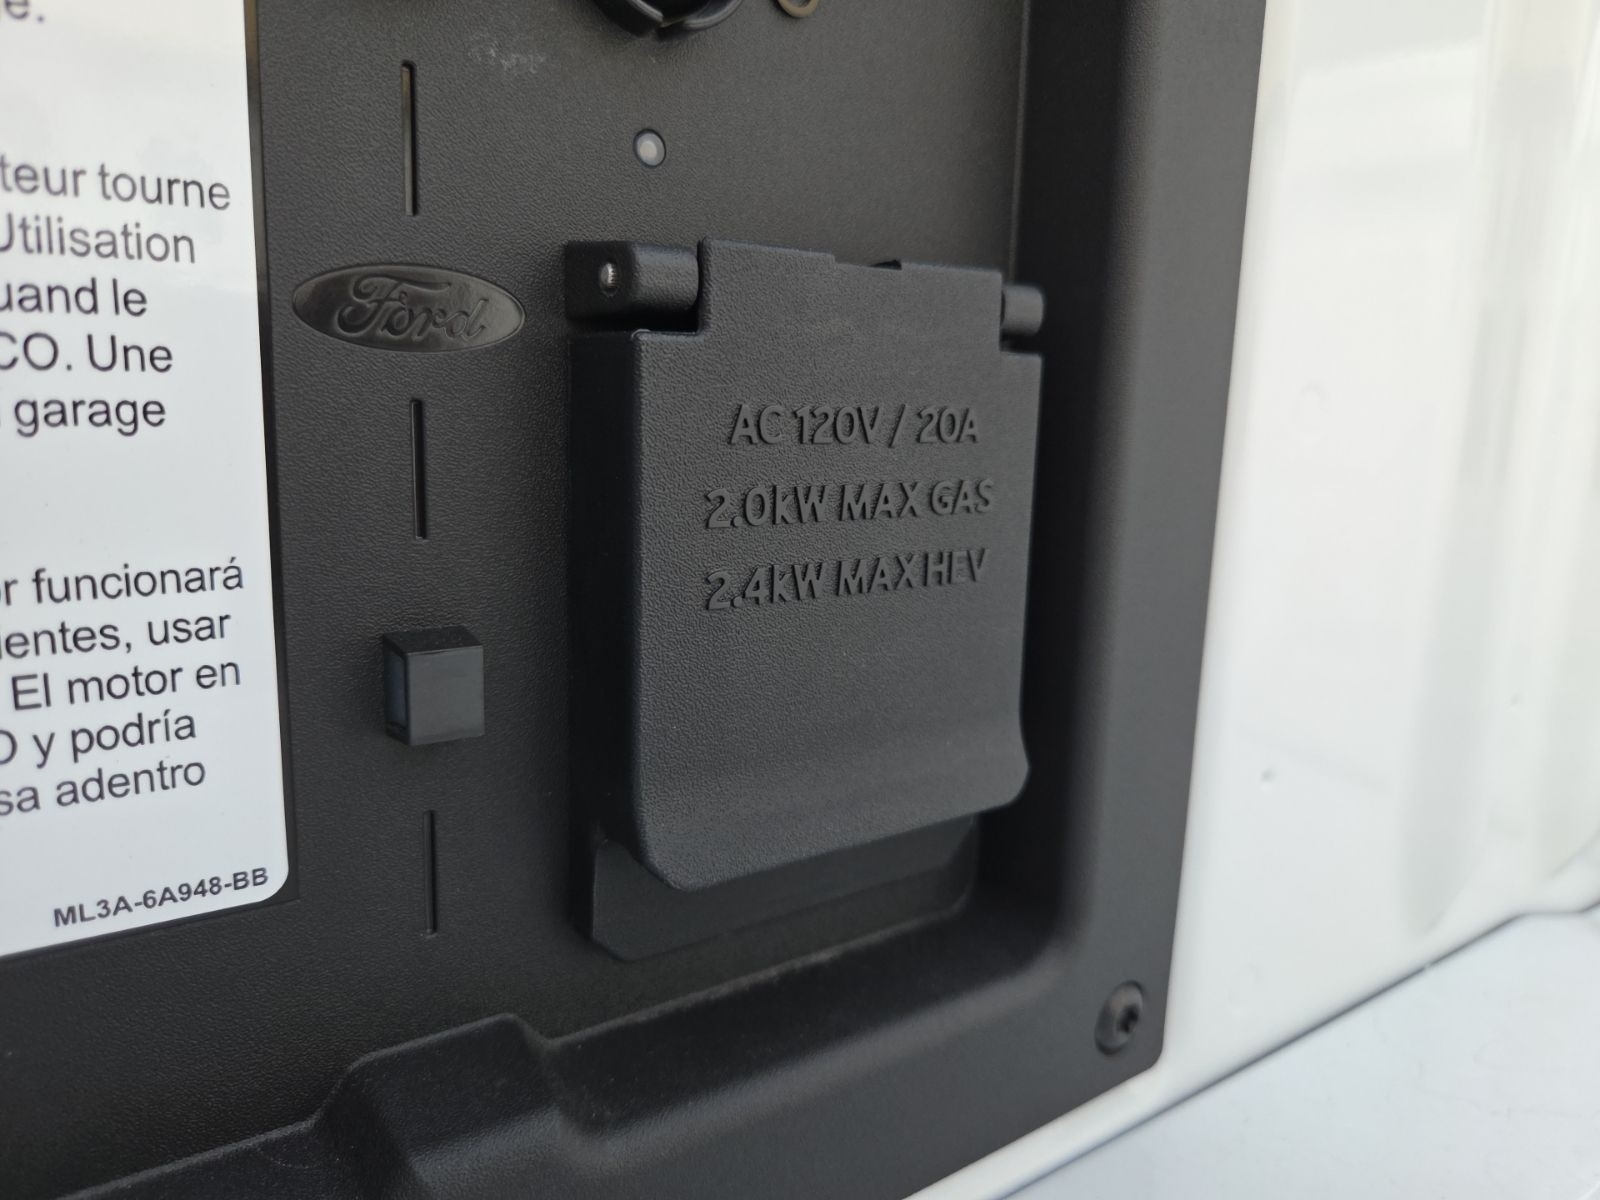 teur tourne
Utilisation
uand le
CO. Une
garage
r funcionará
ientes, usar
El motor en
O y podría
sa adentro
ML3A-6A948-BB
Ford
AC 120V / 20A
2.0kW MAX GAS
2.4kW MAX HEV